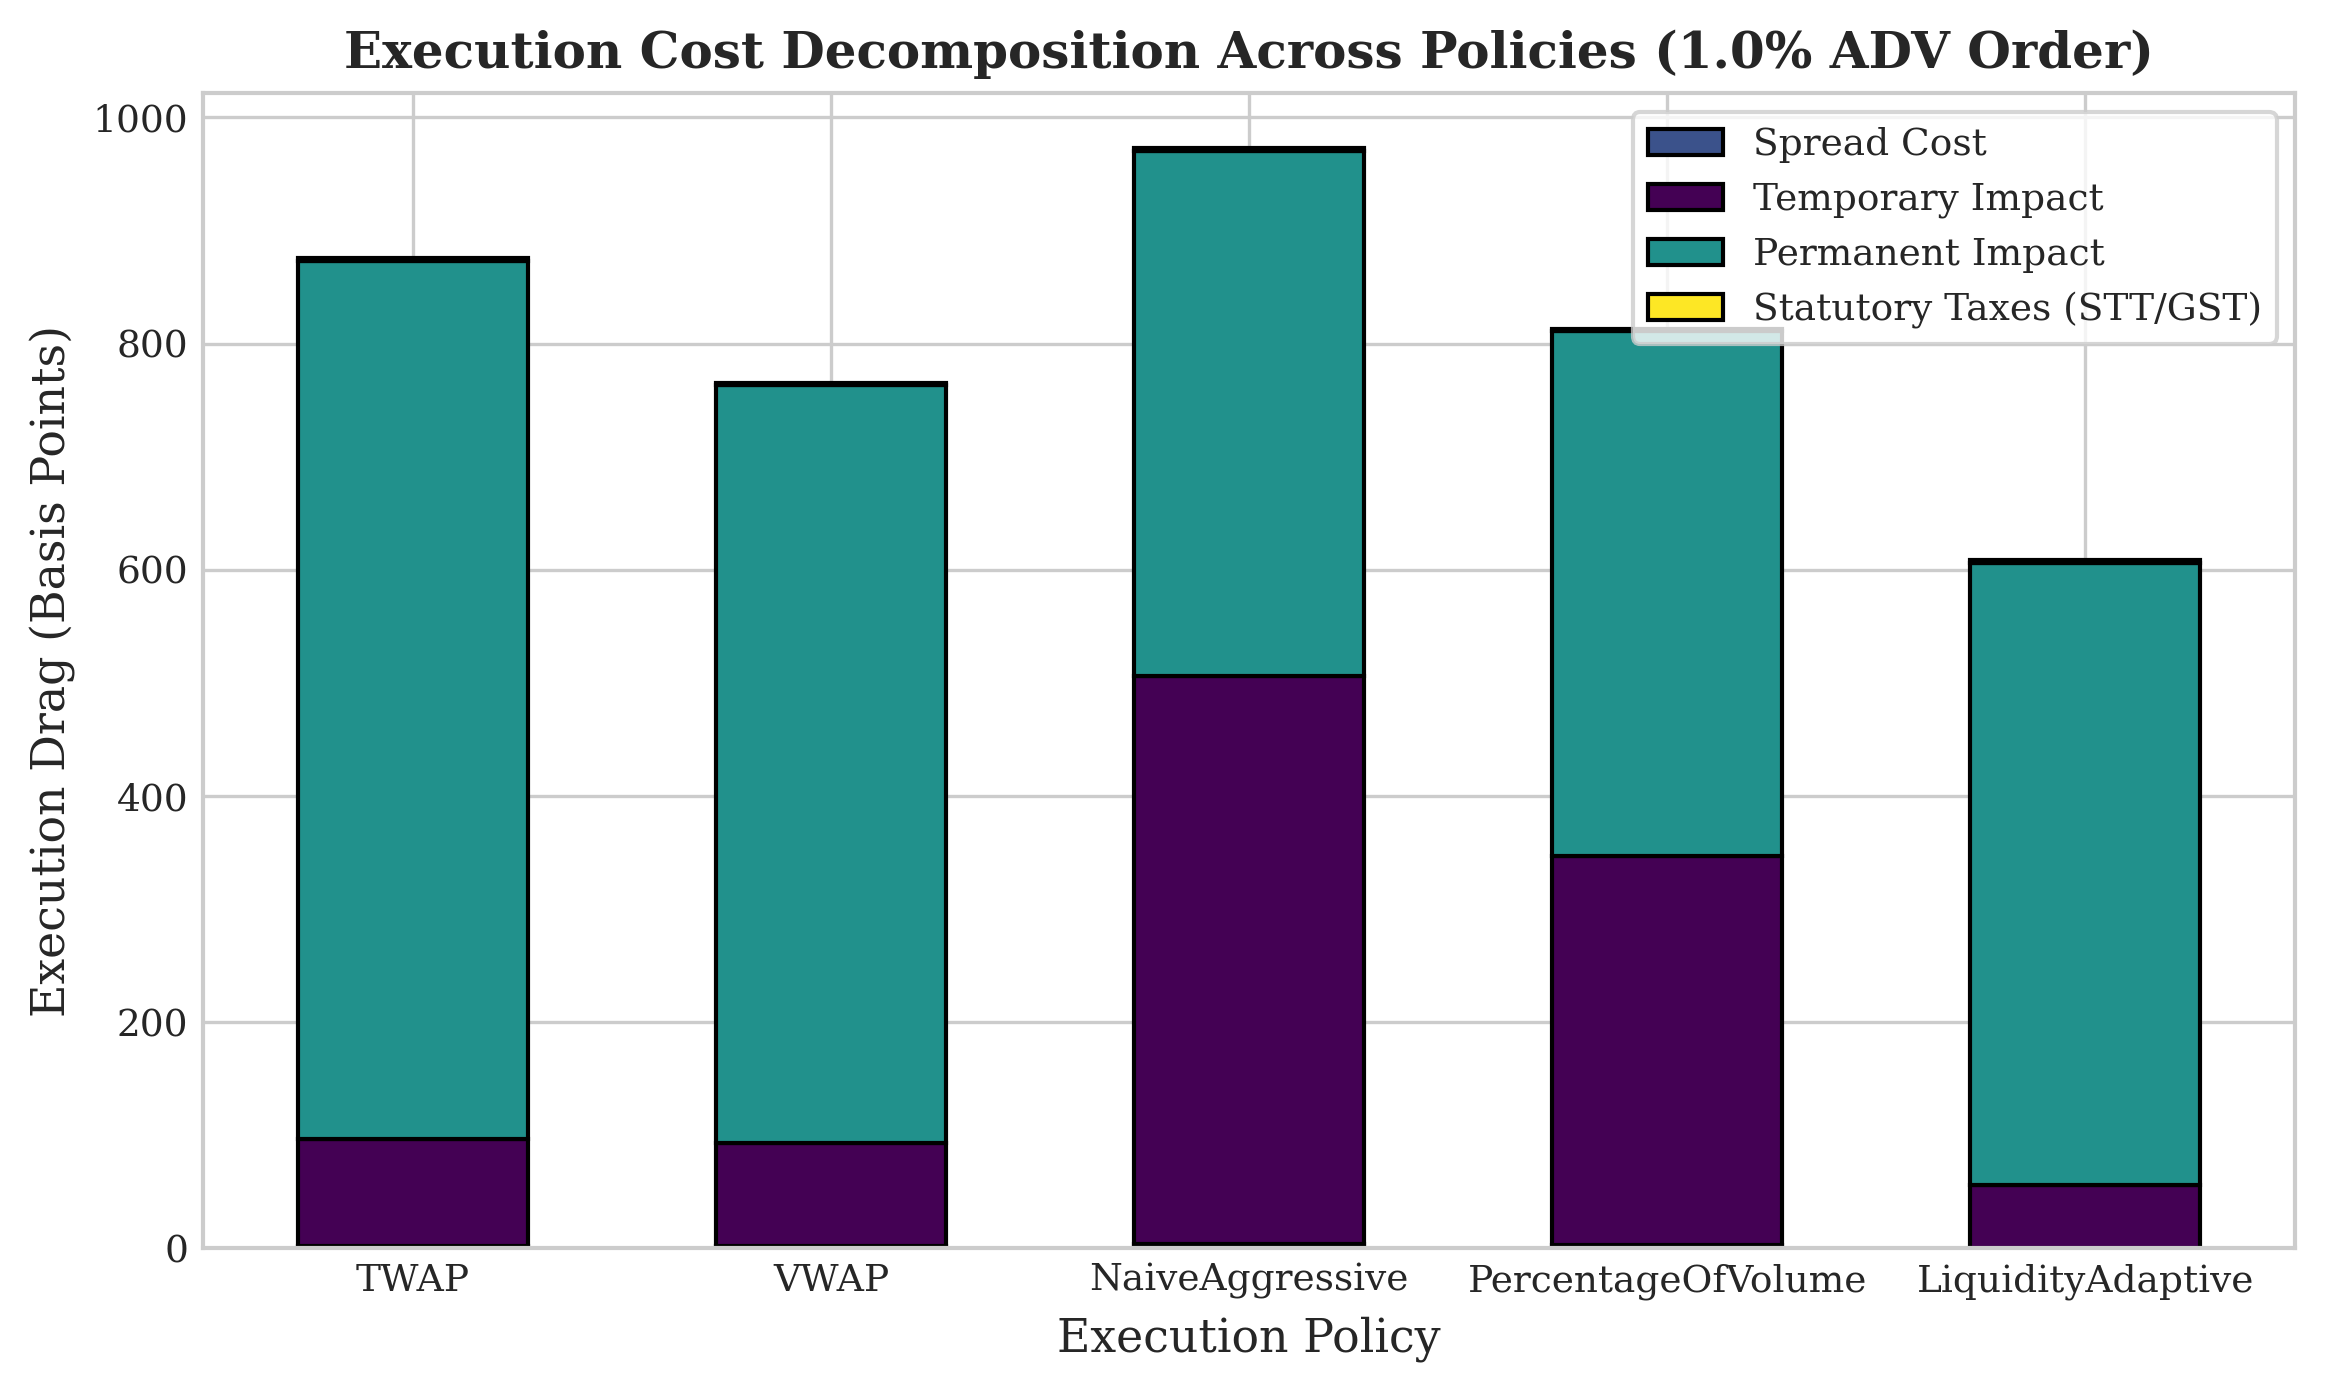 Execution Cost Decomposition Across Policies (1.0% ADV Order)
Execution Drag (Basis Points)
1000
800
600
400
200
0
Spread Cost
Temporary Impact
Permanent Impact
Statutory Taxes (STT/GST)
TWAP
VWAP
NaiveAggressive
PercentageOfVolume
LiquidityAdaptive
Execution Policy